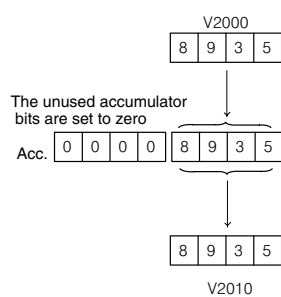 V2000
8 9 3 5
The unused accumulator
bits are set to zero
Acc. 0 0 0 0 8 9 3 5
8 9 3 5
V2010